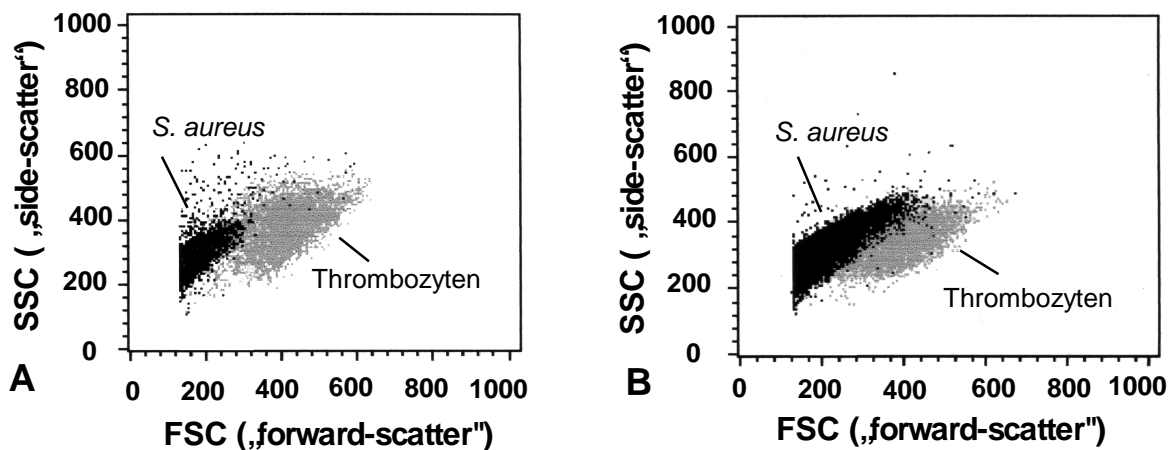 1000
800
600
400
200
0
SSC („side-scatter“)
S. aureus
Thrombozyten
0 200 400 600 800 1000
FSC („forward-scatter")
A
1000
800
600
400
200
0
SSC („side-scatter“)
S. aureus
Thrombozyten
0 200 400 600 800 1000
FSC („forward-scatter")
B